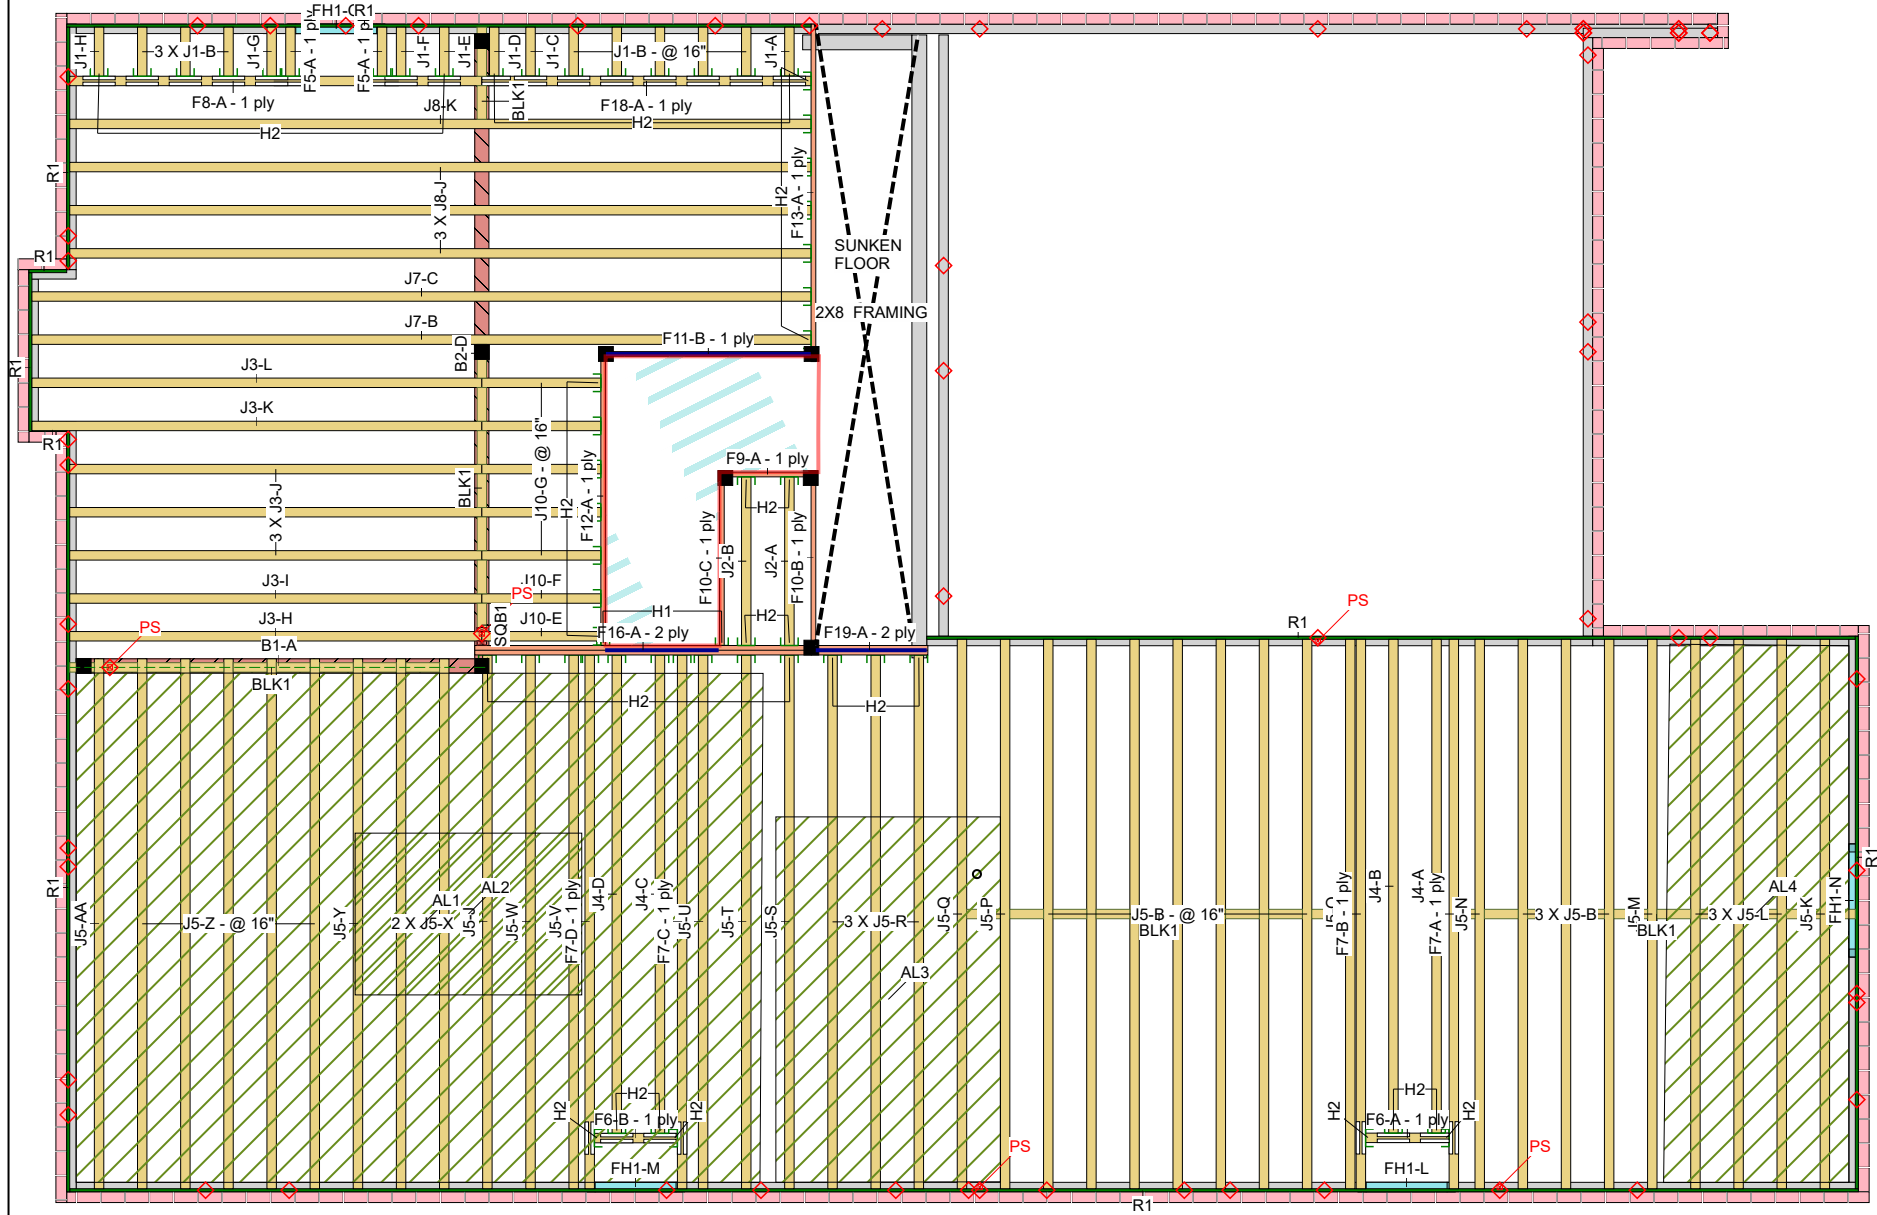 FH1-
R1
J1-H
3 X J1-B
J1-G
F5-A - 1 ply
F5-A - 1 ply
J1-F
J1-E
J1-D
J1-C
J1-B - @ 16"
J1-A
F8-A - 1 ply
J8-K
BLK1
F18-A - 1 ply
H2
H2
R1
3 X J8-J
H2
F13-A - 1 ply
SUNKEN
FLOOR
R1
J7-C
2X8 FRAMING
J7-B
F11-B - 1 ply
B2-D
R1
J3-L
J3-K
R1
J10-G - @ 16"
H2
F12-A - 1 ply
F9-A - 1 ply
3 X J3-J
BLK1
H2
F10-C - 1 ply
J2-B
J2-A
F10-B - 1 ply
J3-I
J10-F
PS
PS
J3-H
SQB1
J10-E
H1
H2
R1
PS
B1-A
F16-A - 2 ply
F19-A - 2 ply
BLK1
H2
H2
R1
J5-AA
J5-Z - @ 16"
J5-Y
AL1
2 X J5-X
J5-J
AL2
J5-W
J5-V
F7-D - 1 ply
J4-D
J4-C
F7-C - 1 ply
J5-U
J5-T
J5-S
3 X J5-R
AL3
J5-Q
J5-P
J5-B - @ 16"
BLK1
F7-B - 1 ply
J4-B
J4-A
F7-A - 1 ply
J5-N
3 X J5-B
J5-M
BLK1
3 X J5-L
AL4
J5-K
FH1-N
R1
H2
H2
H2
F6-B - 1 ply
FH1-M
PS
H2
H2
H2
F6-A - 1 ply
FH1-L
PS
R1